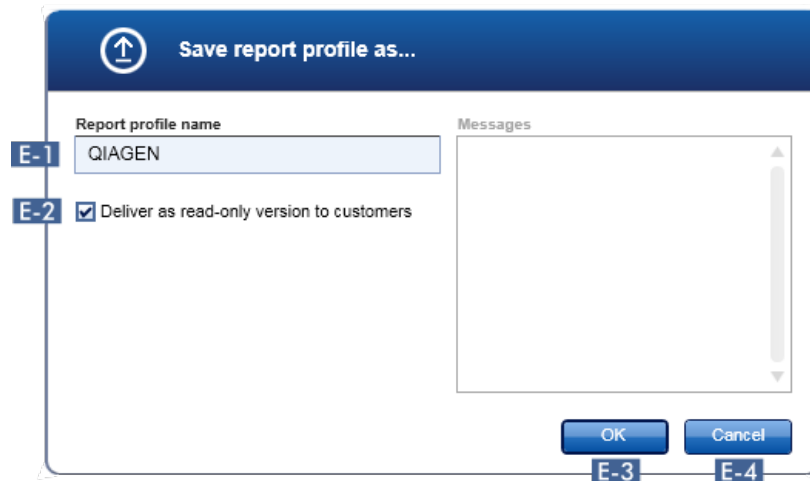 Save report profile as...
Report profile name
Messages
E-1
QIAGEN
E-2
Deliver as read-only version to customers
OK
Cancel
E-3
E-4